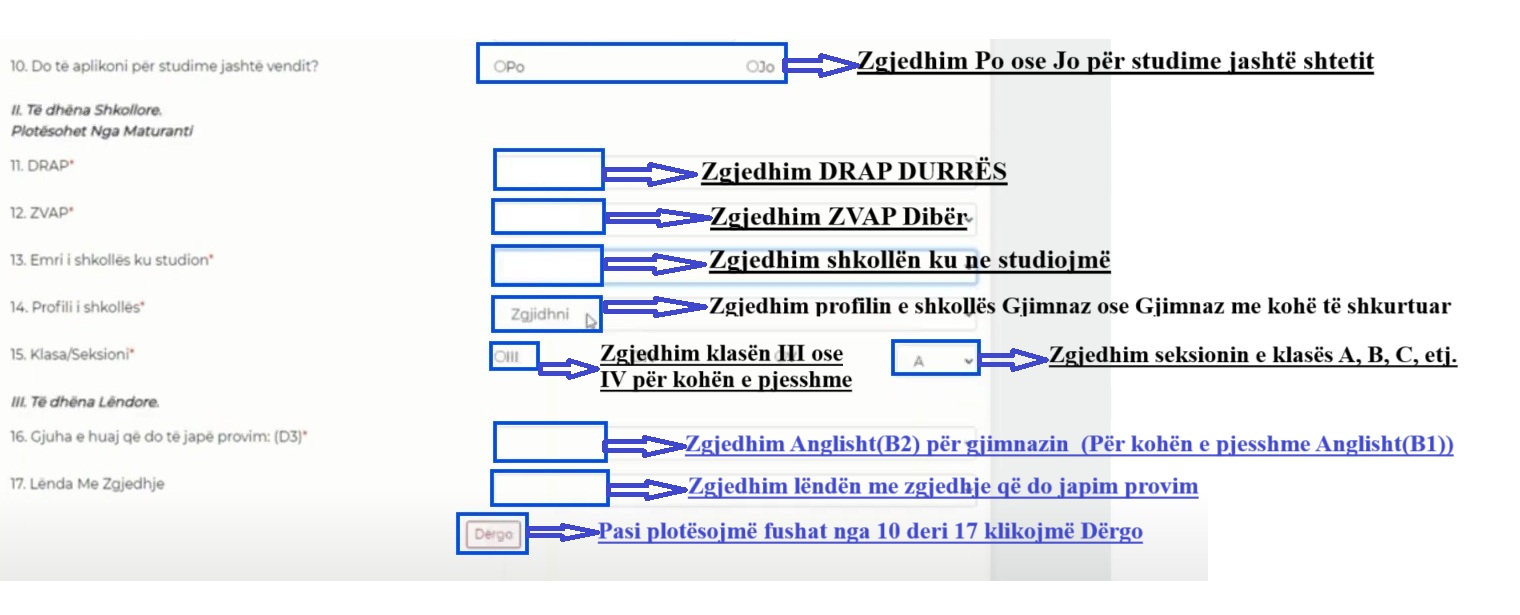 10. Do të aplikoni për studime jashtë vendit? Po Jo Zgjedhim Po ose Jo për studime jashtë shtetit
II. Të dhëna Shkollore.
Plotësohet Nga Maturanti
11. DRAP* Zgjedhim DRAP DURRËS
12. ZVAP* Zgjedhim ZVAP Dibër
13. Emri i shkollës ku studion* Zgjedhim shkollën ku ne studiojmë
14. Profili i shkollës* Zgjidhni Zgjedhim profilin e shkollës Gjimnaz ose Gjimnaz me kohë të shkurtuar
15. Klasa/Seksioni* III Zgjedhim klasën III ose A Zgjedhim seksionin e klasës A, B, C, etj.
IV për kohën e pjesshme
III. Të dhëna Lëndore.
16. Gjuha e huaj që do të japë provim: (D3)* Zgjedhim Anglisht(B2) për gjimnazin (Për kohën e pjesshme Anglisht(B1))
17. Lënda Me Zgjedhje Zgjedhim lëndën me zgjedhje që do japim provim
Dërgo Pasi plotësojmë fushat nga 10 deri 17 klikojmë Dërgo